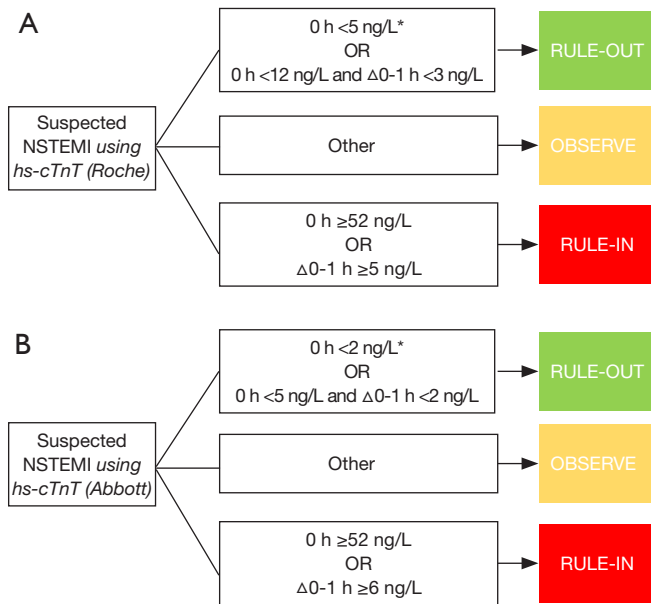 A
Suspected
NSTEMI using
hs-cTnT (Roche)
0 h <5 ng/L*
OR
0 h <12 ng/L and △0-1 h <3 ng/L
RULE-OUT
Other
OBSERVE
0 h ≥52 ng/L
OR
△0-1 h ≥5 ng/L
RULE-IN
B
Suspected
NSTEMI using
hs-cTnT (Abbott)
0 h <2 ng/L*
OR
0 h <5 ng/L and △0-1 h <2 ng/L
RULE-OUT
Other
OBSERVE
0 h ≥52 ng/L
OR
△0-1 h ≥6 ng/L
RULE-IN